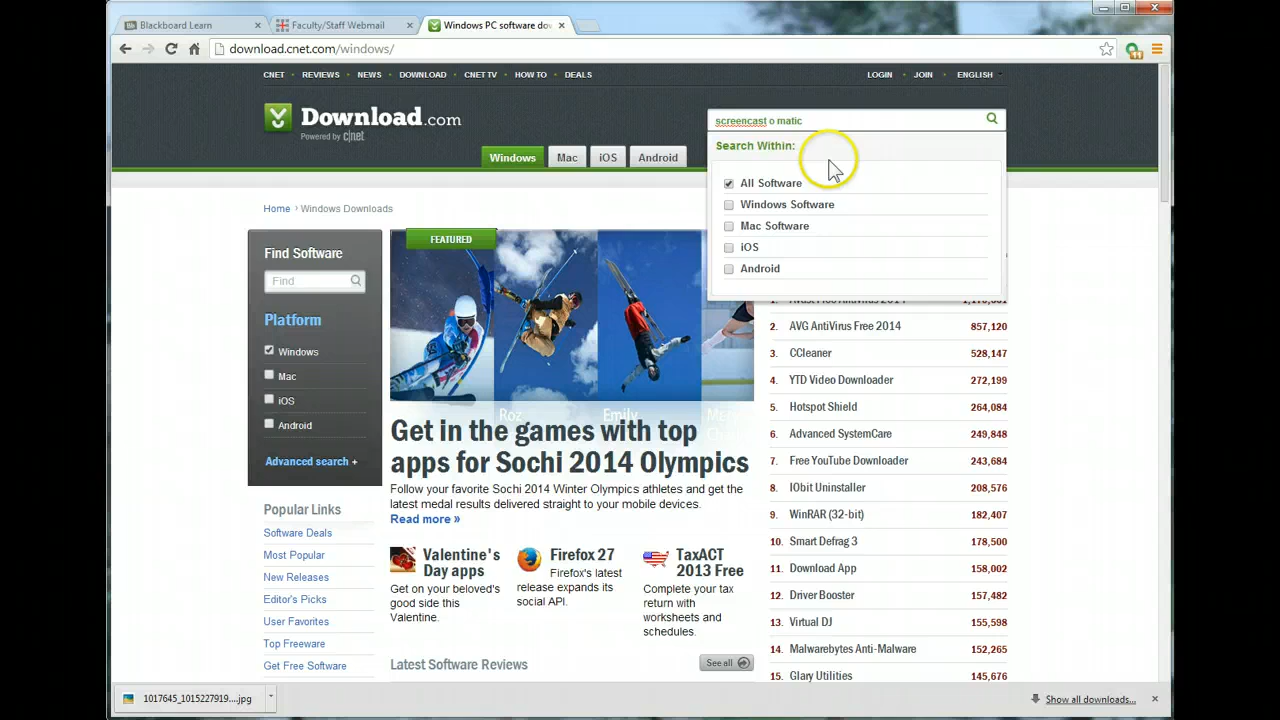 Blackboard Learn
Faculty/Staff Webmail
Windows PC software dow
download.cnet.com/windows/
11
CNET REVIEWS NEWS DOWNLOAD CNET TV HOW TO DEALS
LOGIN JOIN ENGLISH
Download.com
Powered by c|net
screencast o matic
Windows Mac iOS Android
Search Within:
All Software
Windows Software
Mac Software
iOS
Android
Home › Windows Downloads
Find Software
Find
Platform
Windows
Mac
iOS
Android
Advanced search +
Popular Links
Software Deals
Most Popular
New Releases
Editor's Picks
User Favorites
Top Freeware
Get Free Software
FEATURED
Roz Emily
Get in the games with top
apps for Sochi 2014 Olympics
Follow your favorite Sochi 2014 Winter Olympics athletes and get the
latest medal results delivered straight to your mobile devices.
Read more »
Valentine's
Day apps
Get on your beloved's
good side this
Valentine.
Firefox 27
Firefox's latest
release expands its
social API.
TaxACT
2013 Free
Complete your tax
return with
worksheets and
schedules.
Latest Software Reviews
See all
2. AVG AntiVirus Free 2014 857,120
3. CCleaner 528,147
4. YTD Video Downloader 272,199
5. Hotspot Shield 264,084
6. Advanced SystemCare 249,848
7. Free YouTube Downloader 243,684
8. IObit Uninstaller 208,576
9. WinRAR (32-bit) 182,407
10. Smart Defrag 3 178,500
11. Download App 158,002
12. Driver Booster 157,482
13. Virtual DJ 155,598
14. Malwarebytes Anti-Malware 152,265
15. Glary Utilities 145,676
1017645_1015227919....jpg
Show all downloads...